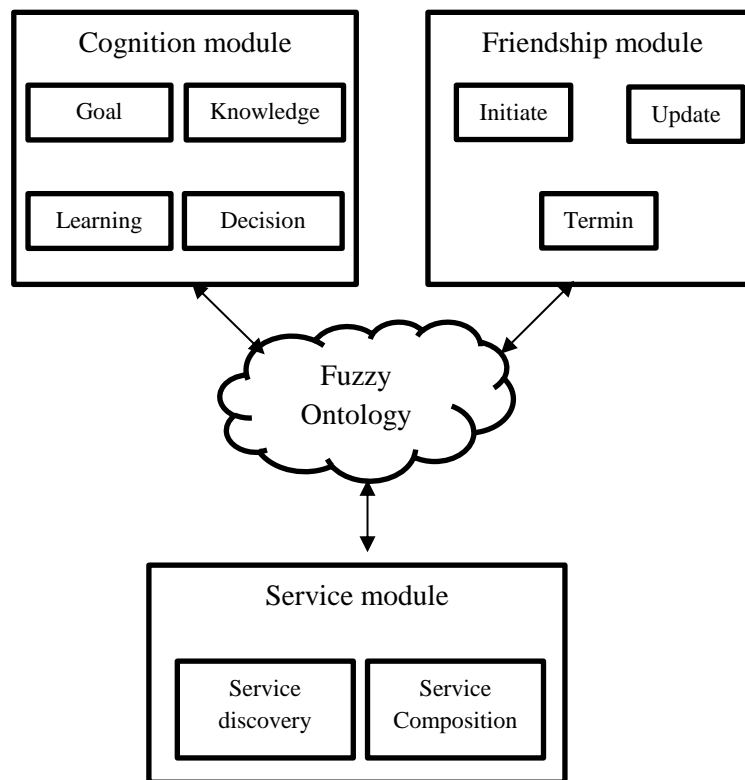 Cognition module
Goal
Knowledge
Learning
Decision
Friendship module
Initiate
Update
Termin
Fuzzy
Ontology
Service module
Service
discovery
Service
Composition